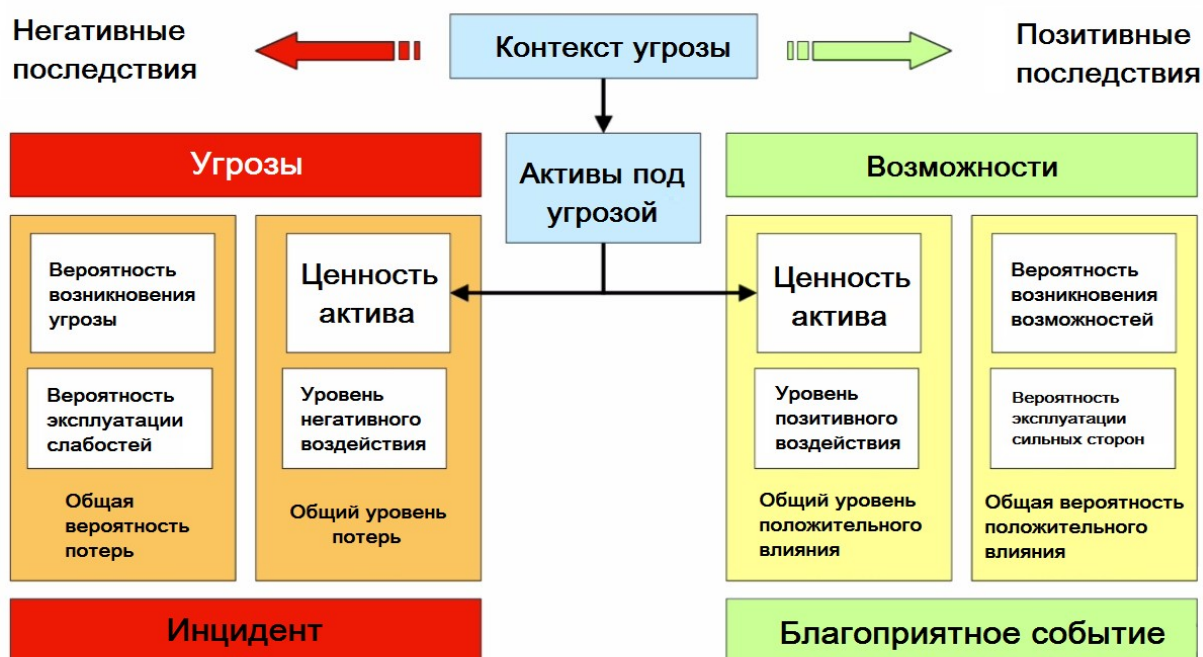 Негативные
последствия
Контекст угрозы
Позитивные
последствия
Угрозы
Активы под
угрозой
Возможности
Вероятность
возникновения
угрозы
Ценность
актива
Ценность
актива
Вероятность
возникновения
возможностей
Вероятность
эксплуатации
слабостей
Уровень
негативного
воздействия
Уровень
позитивного
воздействия
Вероятность
эксплуатации
сильных сторон
Общая
вероятность
потерь
Общий уровень
потерь
Общий уровень
положительного
влияния
Общая вероятность
положительного
влияния
Инцидент
Благоприятное событие